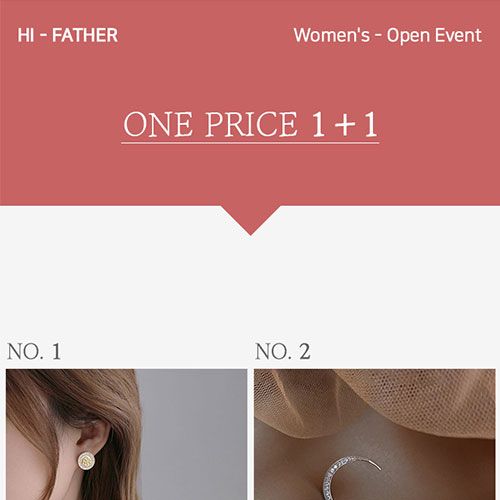 HI - FATHER
Women's - Open Event
ONE PRICE 1+1
NO. 1
NO. 2